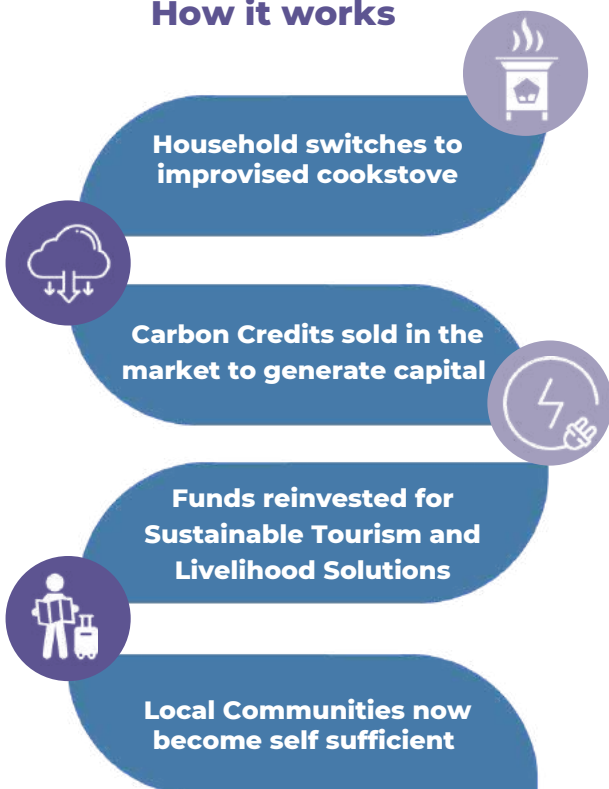 How it works
Household switches to
improvised cookstove
Carbon Credits sold in the
market to generate capital
Funds reinvested for
Sustainable Tourism and
Livelihood Solutions
Local Communities now
become self sufficient